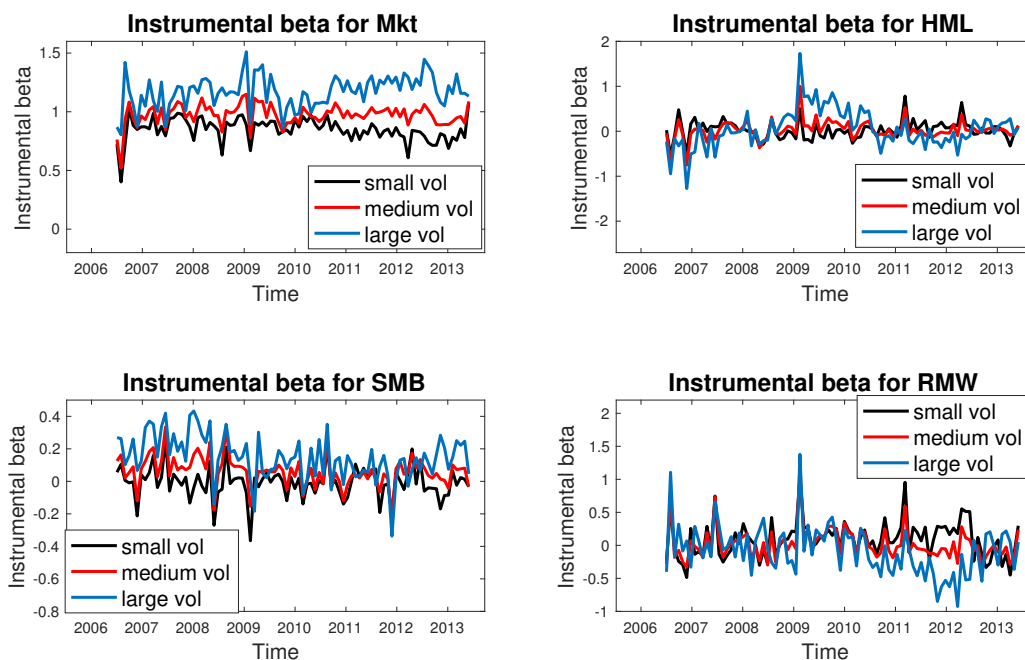 Instrumental beta for Mkt
Instrumental beta
1.5
1
0.5
0
small vol
medium vol
large vol
2006 2007 2008 2009 2010 2011 2012 2013
Time
Instrumental beta for HML
Instrumental beta
2
1
0
-1
-2
small vol
medium vol
large vol
2006 2007 2008 2009 2010 2011 2012 2013
Time
Instrumental beta for SMB
Instrumental beta
0.4
0.2
0
-0.2
-0.4
-0.6
-0.8
small vol
medium vol
large vol
2006 2007 2008 2009 2010 2011 2012 2013
Time
Instrumental beta for RMW
Instrumental beta
2
1.5
1
0.5
0
-0.5
-1
small vol
medium vol
large vol
2006 2007 2008 2009 2010 2011 2012 2013
Time